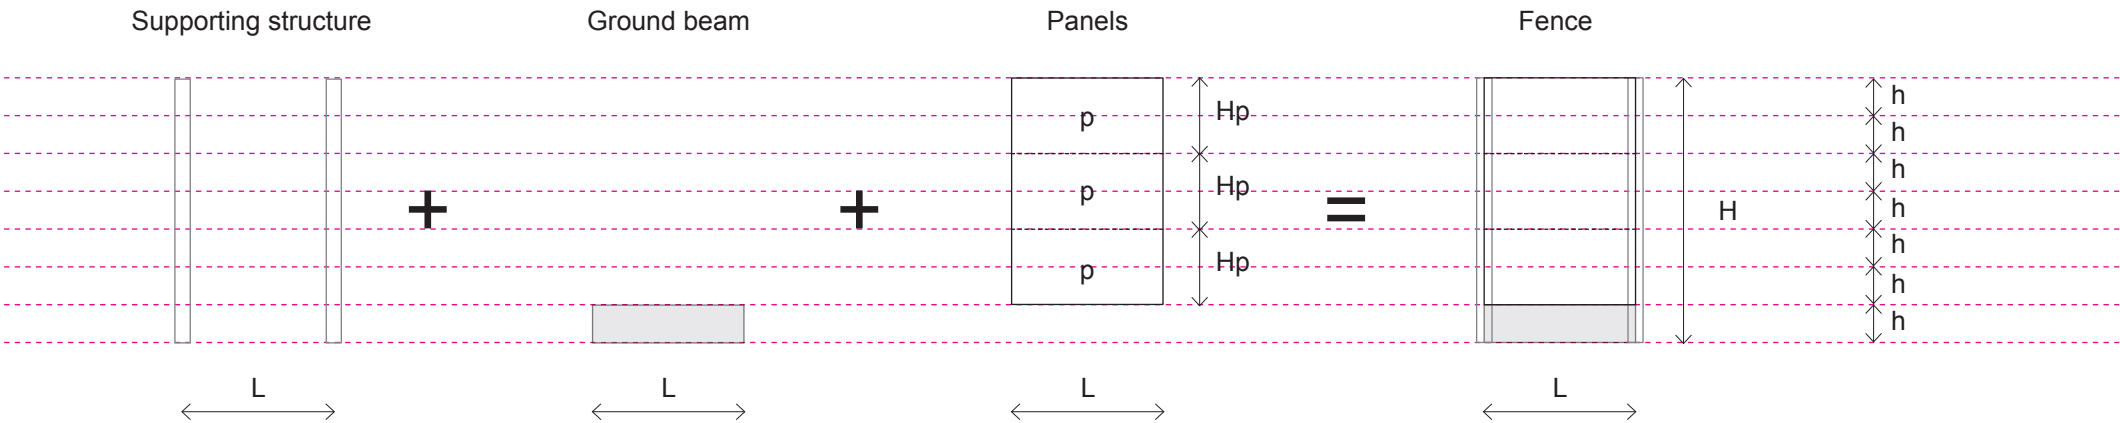 Supporting structure
Ground beam
Panels
Fence
+
+
=
p
p
p
Hp
Hp
Hp
H
h
h
h
h
h
h
h
L
L
L
L